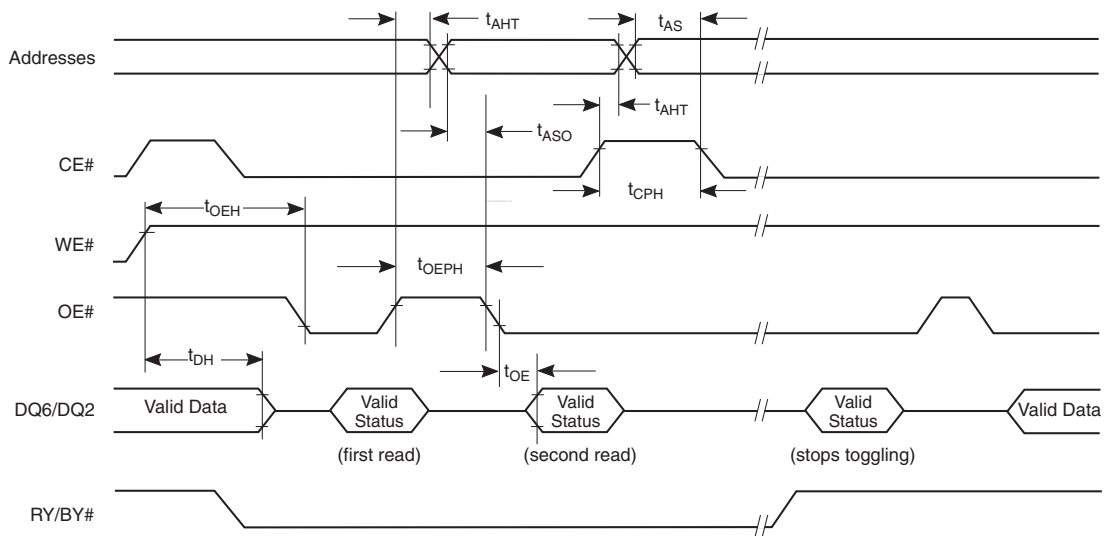 tAHT
tAS
Addresses
tAHT
tASO
CE#
tCPH
tOEH
WE#
tOEPH
OE#
tDH
tOE
DQ6/DQ2
Valid Data
Valid
Status
Valid
Status
Valid
Status
Valid Data
(first read)
(second read)
(stops toggling)
RY/BY#